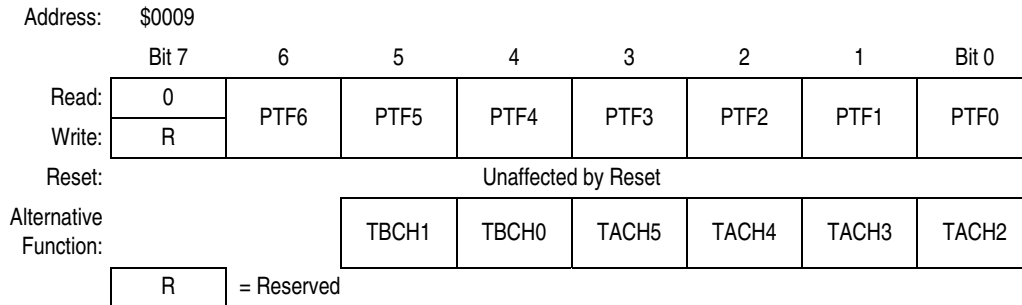 Address: $0009
Bit 7 6 5 4 3 2 1 Bit 0
Read: 0 PTF6 PTF5 PTF4 PTF3 PTF2 PTF1 PTF0
Write: R
Reset: Unaffected by Reset
Alternative
Function: TBCH1 TBCH0 TACH5 TACH4 TACH3 TACH2
R = Reserved